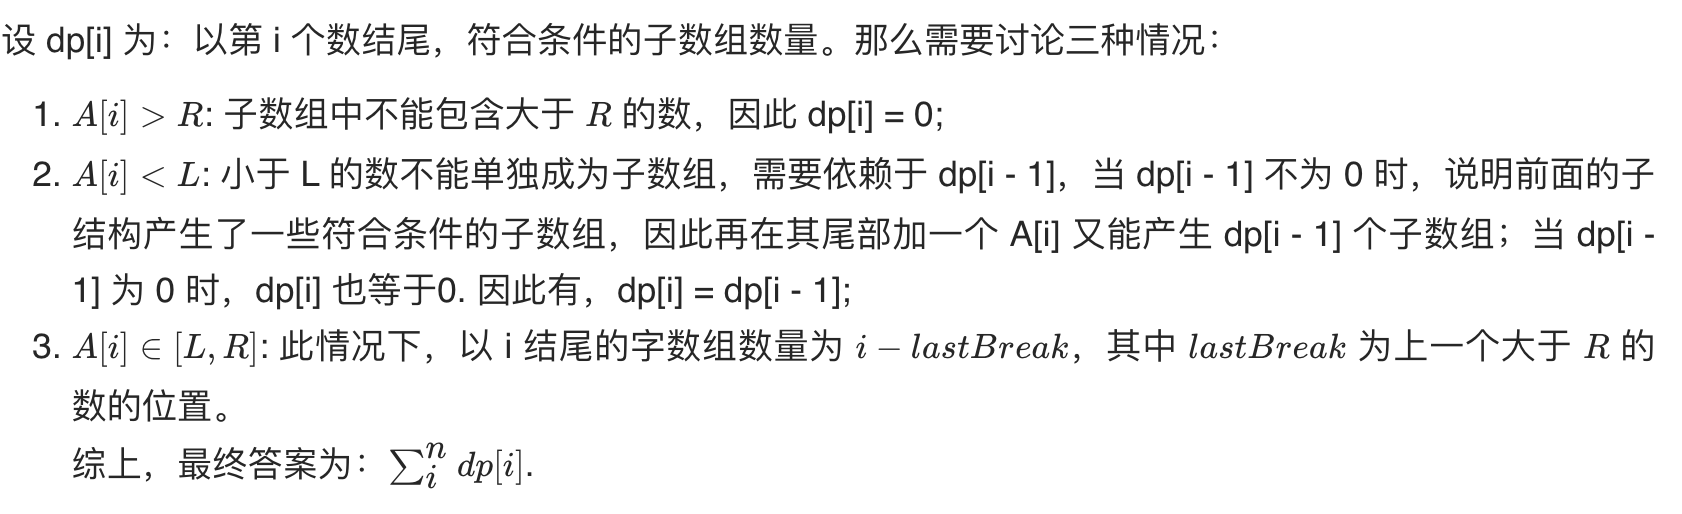 设 dp[i] 为：以第 i 个数结尾，符合条件的子数组数量。那么需要讨论三种情况：
1. A[i] > R: 子数组中不能包含大于 R 的数，因此 dp[i] = 0;
2. A[i] < L: 小于 L 的数不能单独成为子数组，需要依赖于 dp[i - 1]，当 dp[i - 1] 不为 0 时，说明前面的子
结构产生了一些符合条件的子数组，因此再在其尾部加一个 A[i] 又能产生 dp[i - 1] 个子数组；当 dp[i -
1] 为 0 时，dp[i] 也等于0. 因此有，dp[i] = dp[i - 1];
3. A[i] ∈ [L, R]: 此情况下，以 i 结尾的字数组数量为 i − lastBreak，其中 lastBreak 为上一个大于 R 的
数的位置。
综上，最终答案为：∑_i^n dp[i].